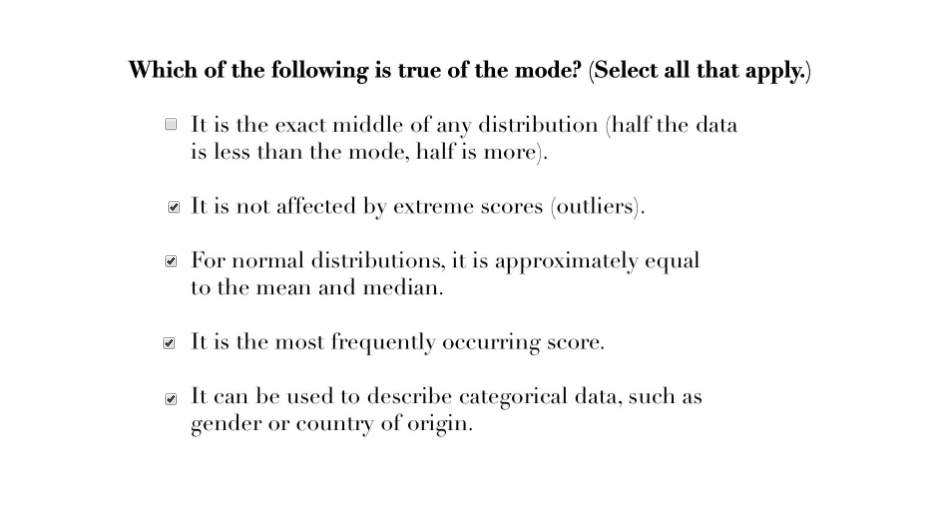 Which of the following is true of the mode? (Select all that apply.)
It is the exact middle of any distribution (half the data
is less than the mode, half is more).
It is not affected by extreme scores (outliers).
For normal distributions, it is approximately equal
to the mean and median.
It is the most frequently occurring score.
It can be used to describe categorical data, such as
gender or country of origin.